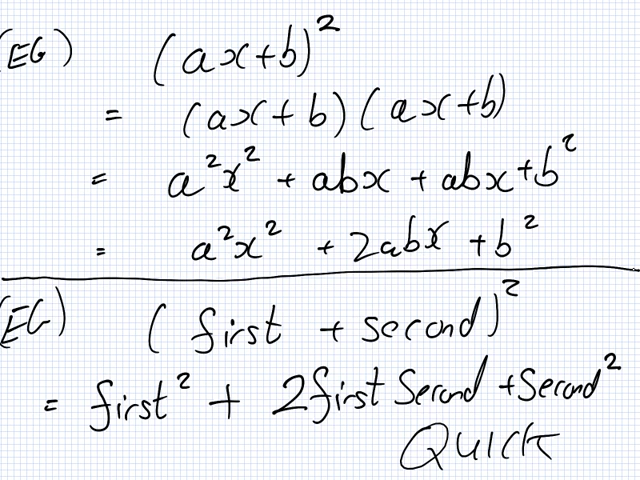 (EG) (ax+b)²
= (ax+b)(ax+b)
= a²x² + abx + abx + b²
= a²x² + 2abx + b²
(EG) (first + second)²
= first² + 2first Second + Second²
QUICK